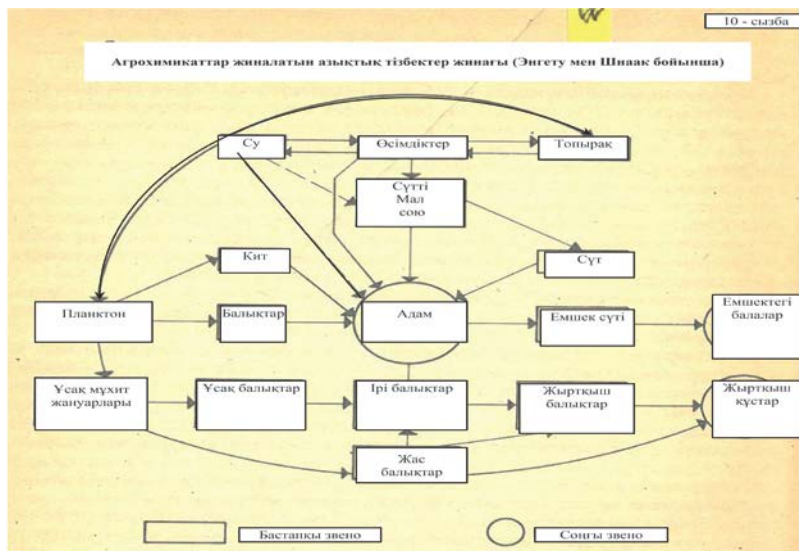 10 - сызба
Агрохимикаттар жиналатын азықтық тізбектер жинағы (Энгету мен Шнаак бойынша)
Су
Өсімдіктер
Топырақ
Сүтті
Мал
сою
Кит
Сүт
Планктон
Балықтар
Адам
Емшек сүті
Емшектегі
балалар
Ұсақ мұхит
жануарлары
Ұсақ балықтар
Ірі балықтар
Жыртқыш
балықтар
Жырткыш
құстар
Жас
балықтар
Бастапқы звено
Соңғы звено